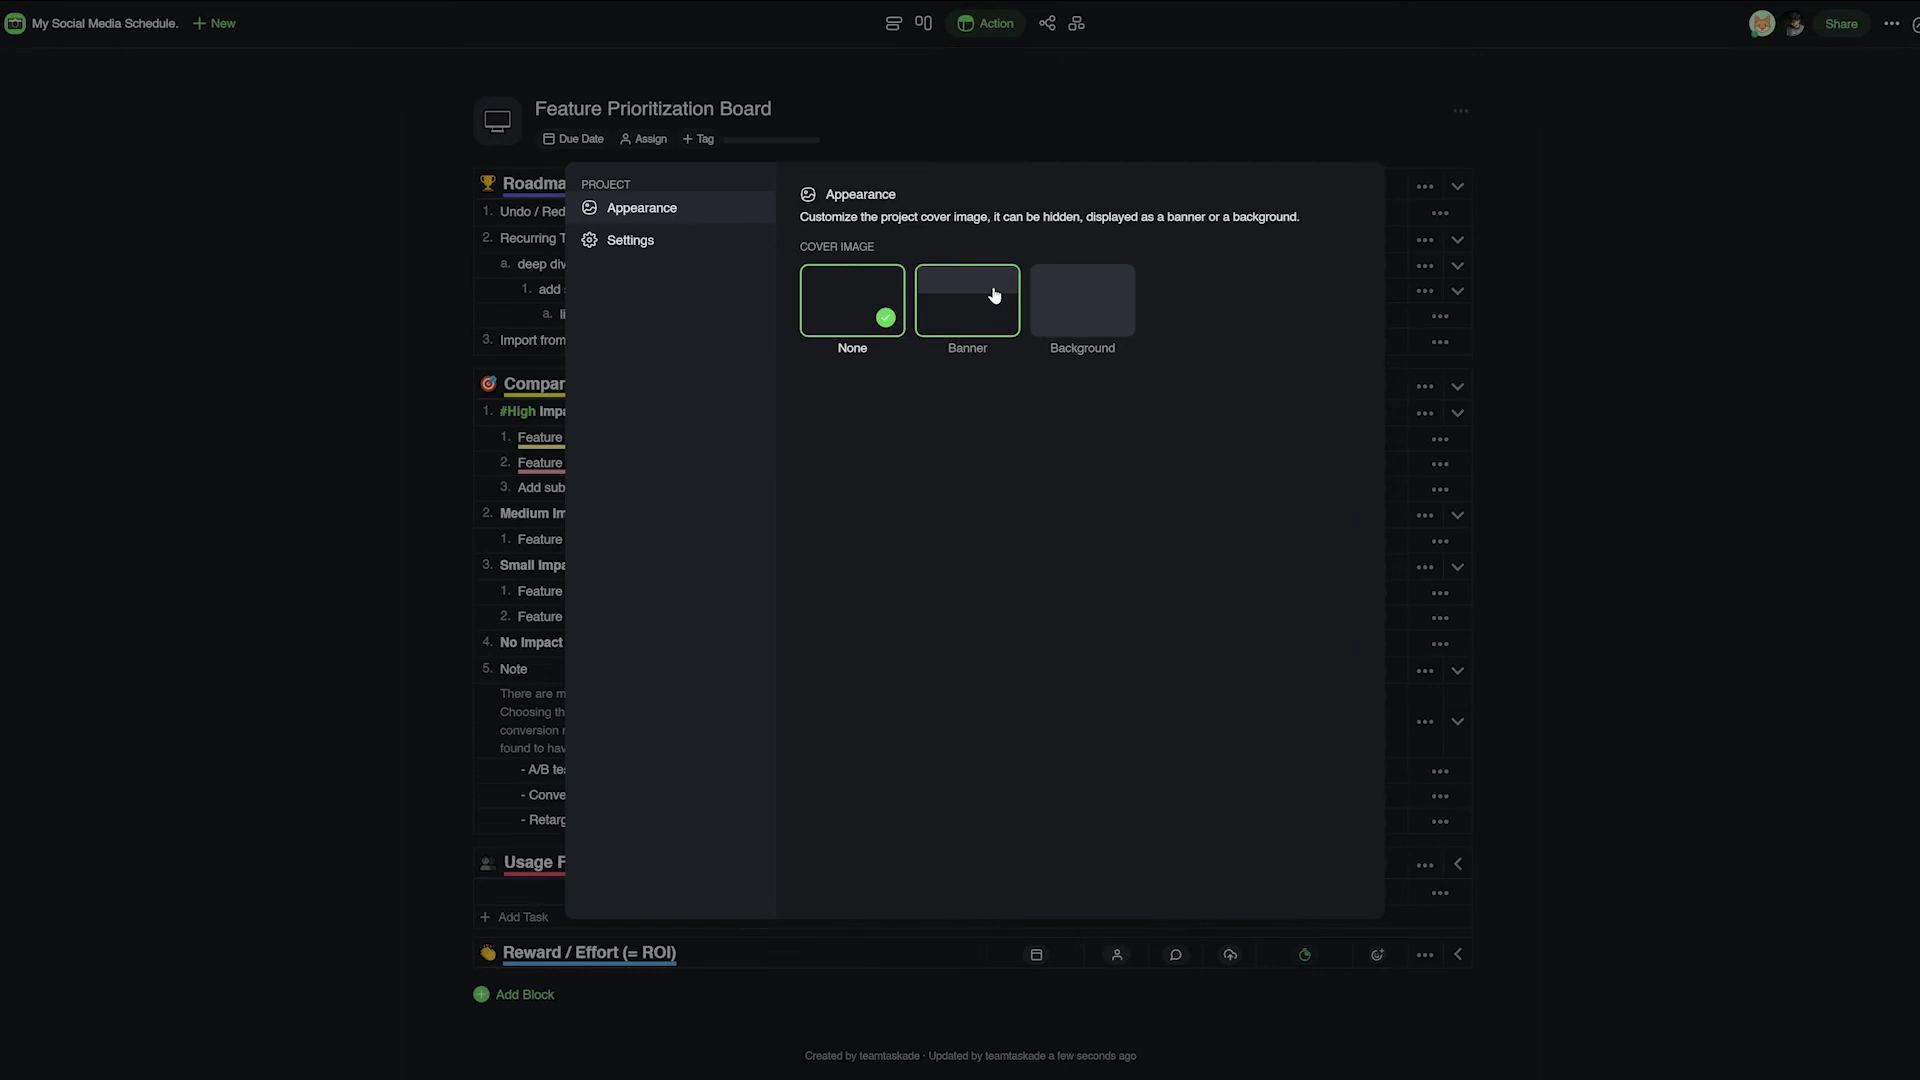 My Social Media Schedule. + New
Action
Share
Feature Prioritization Board
Due Date Assign + Tag
PROJECT
Appearance
Settings
Appearance
Customize the project cover image, it can be hidden, displayed as a banner or a background.
COVER IMAGE
None Banner Background
Roadma
1. Undo / Red
2. Recurring T
a. deep div
1. add
a. li
3. Import from
Compar
1. #High Impa
1. Feature
2. Feature
3. Add sub
2. Medium Im
1. Feature
3. Small Impa
1. Feature
2. Feature
4. No Impact
5. Note
There are m
Choosing th
conversion r
found to hav
- A/B tes
- Conve
- Retarg
Usage F
+ Add Task
Reward / Effort (= ROI)
Add Block
Created by teamtaskade · Updated by teamtaskade a few seconds ago